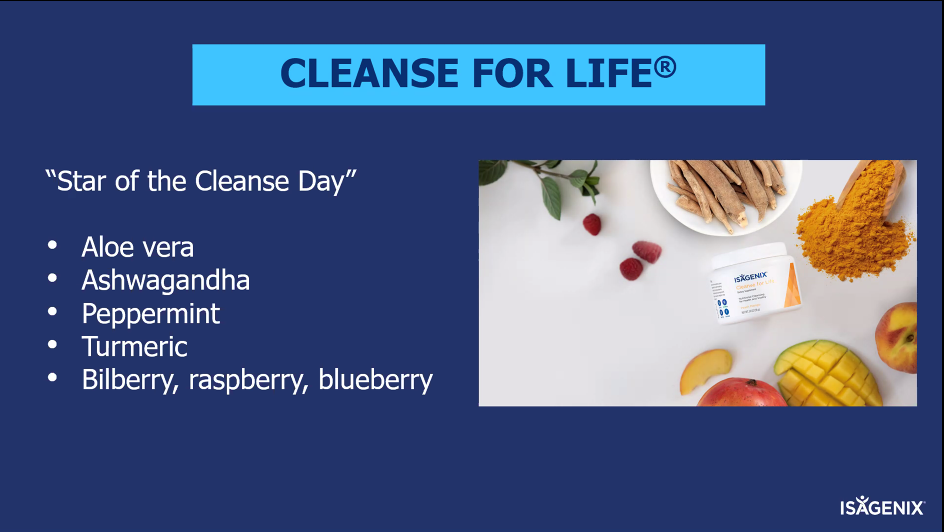 CLEANSE FOR LIFE®
“Star of the Cleanse Day”
• Aloe vera
• Ashwagandha
• Peppermint
• Turmeric
• Bilberry, raspberry, blueberry
ISAGENIX
Cleanse for Life
ISAGENIX